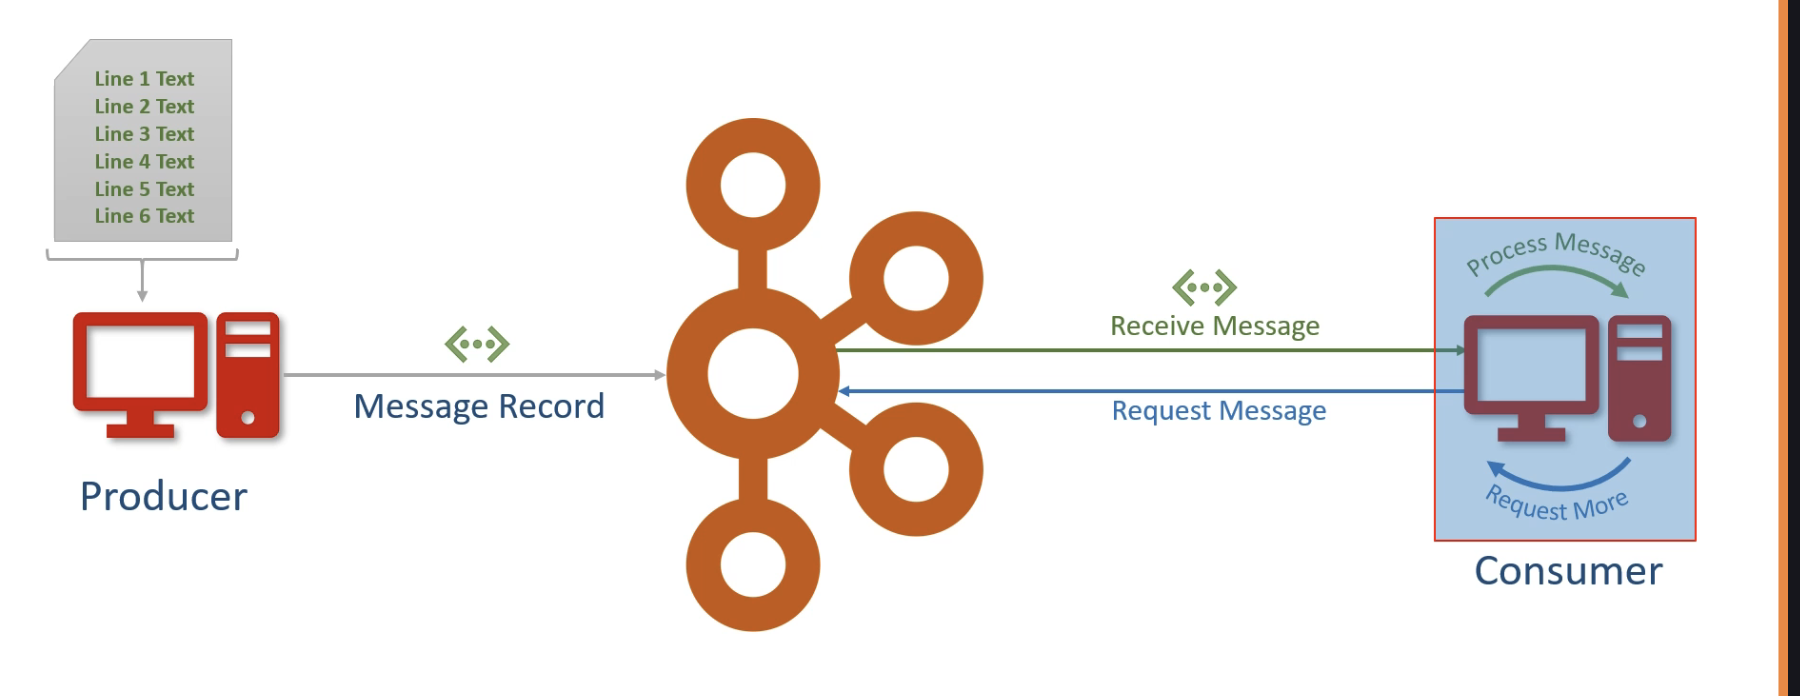 Line 1 Text
Line 2 Text
Line 3 Text
Line 4 Text
Line 5 Text
Line 6 Text
Producer
Message Record
Receive Message
Request Message
Process Message
Request More
Consumer